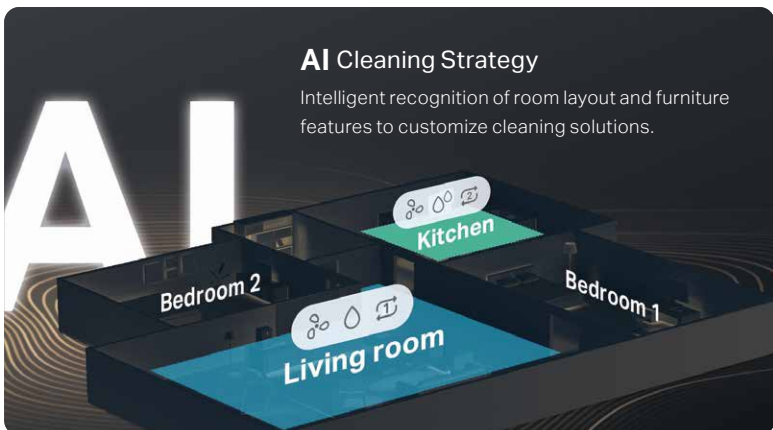 AI
AI Cleaning Strategy
Intelligent recognition of room layout and furniture
features to customize cleaning solutions.
2
Kitchen
Bedroom 2
Bedroom 1
1
Living room